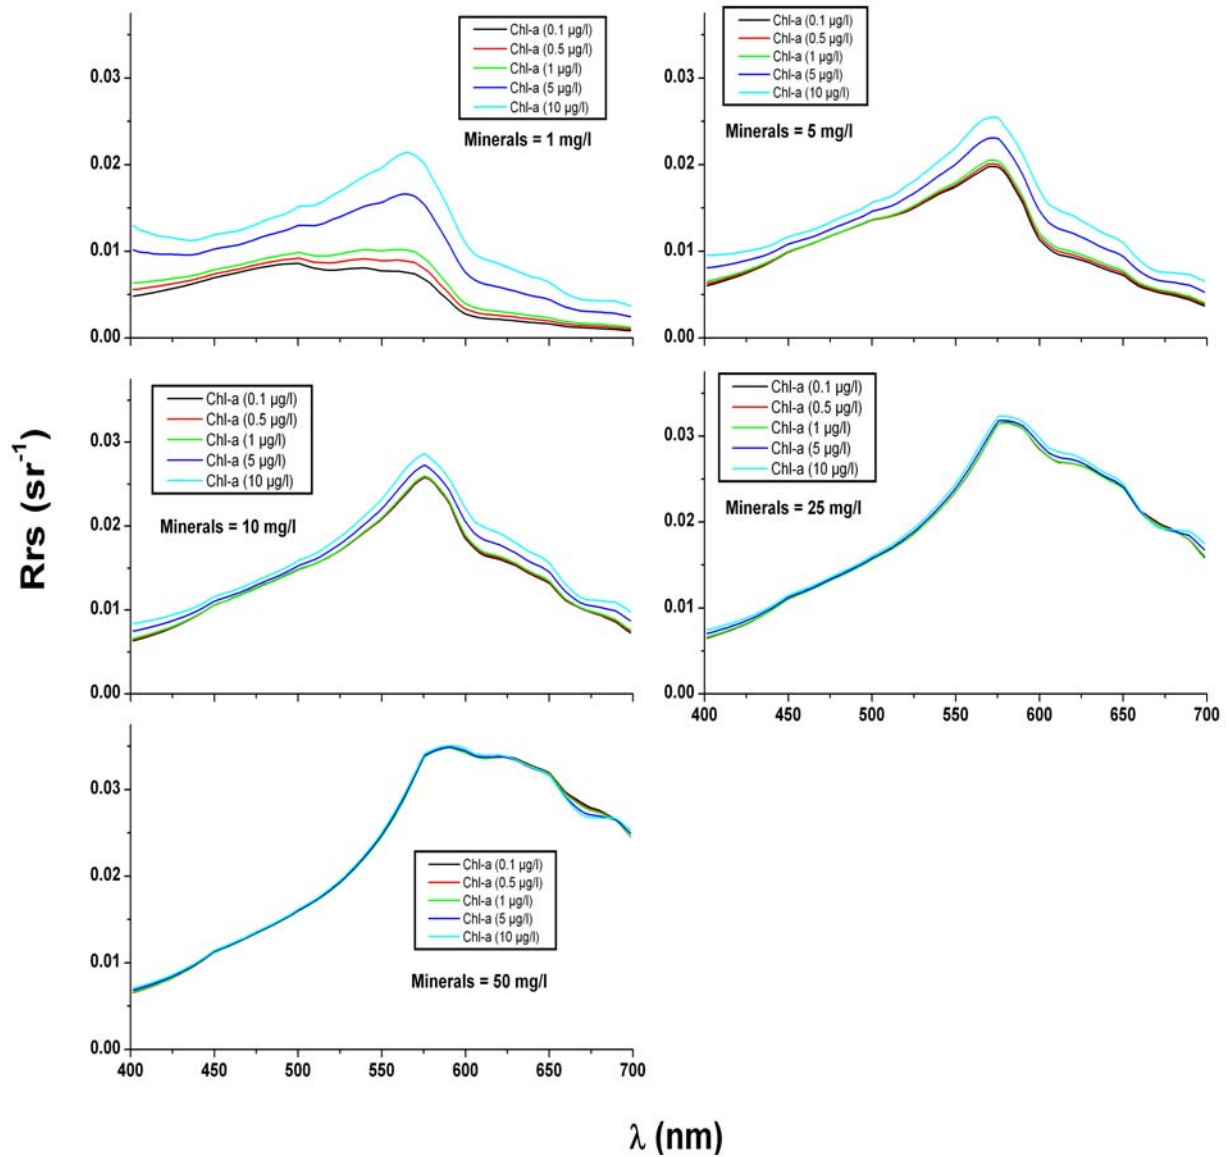 Chl-a (0.1 µg/l)
Chl-a (0.5 µg/l)
Chl-a (1 µg/l)
Chl-a (5 µg/l)
Chl-a (10 µg/l)
Minerals = 1 mg/l
0.03
0.02
0.01
0.00
Chl-a (0.1 µg/l)
Chl-a (0.5 µg/l)
Chl-a (1 µg/l)
Chl-a (5 µg/l)
Chl-a (10 µg/l)
Minerals = 5 mg/l
0.03
0.02
0.01
0.00
Rrs (sr⁻¹)
Chl-a (0.1 µg/l)
Chl-a (0.5 µg/l)
Chl-a (1 µg/l)
Chl-a (5 µg/l)
Chl-a (10 µg/l)
Minerals = 10 mg/l
0.03
0.02
0.01
0.00
Chl-a (0.1 µg/l)
Chl-a (0.5 µg/l)
Chl-a (1 µg/l)
Chl-a (5 µg/l)
Chl-a (10 µg/l)
Minerals = 25 mg/l
0.03
0.02
0.01
0.00
400 450 500 550 600 650 700
0.03
0.02
0.01
0.00
Chl-a (0.1 µg/l)
Chl-a (0.5 µg/l)
Chl-a (1 µg/l)
Chl-a (5 µg/l)
Chl-a (10 µg/l)
Minerals = 50 mg/l
400 450 500 550 600 650 700
λ (nm)